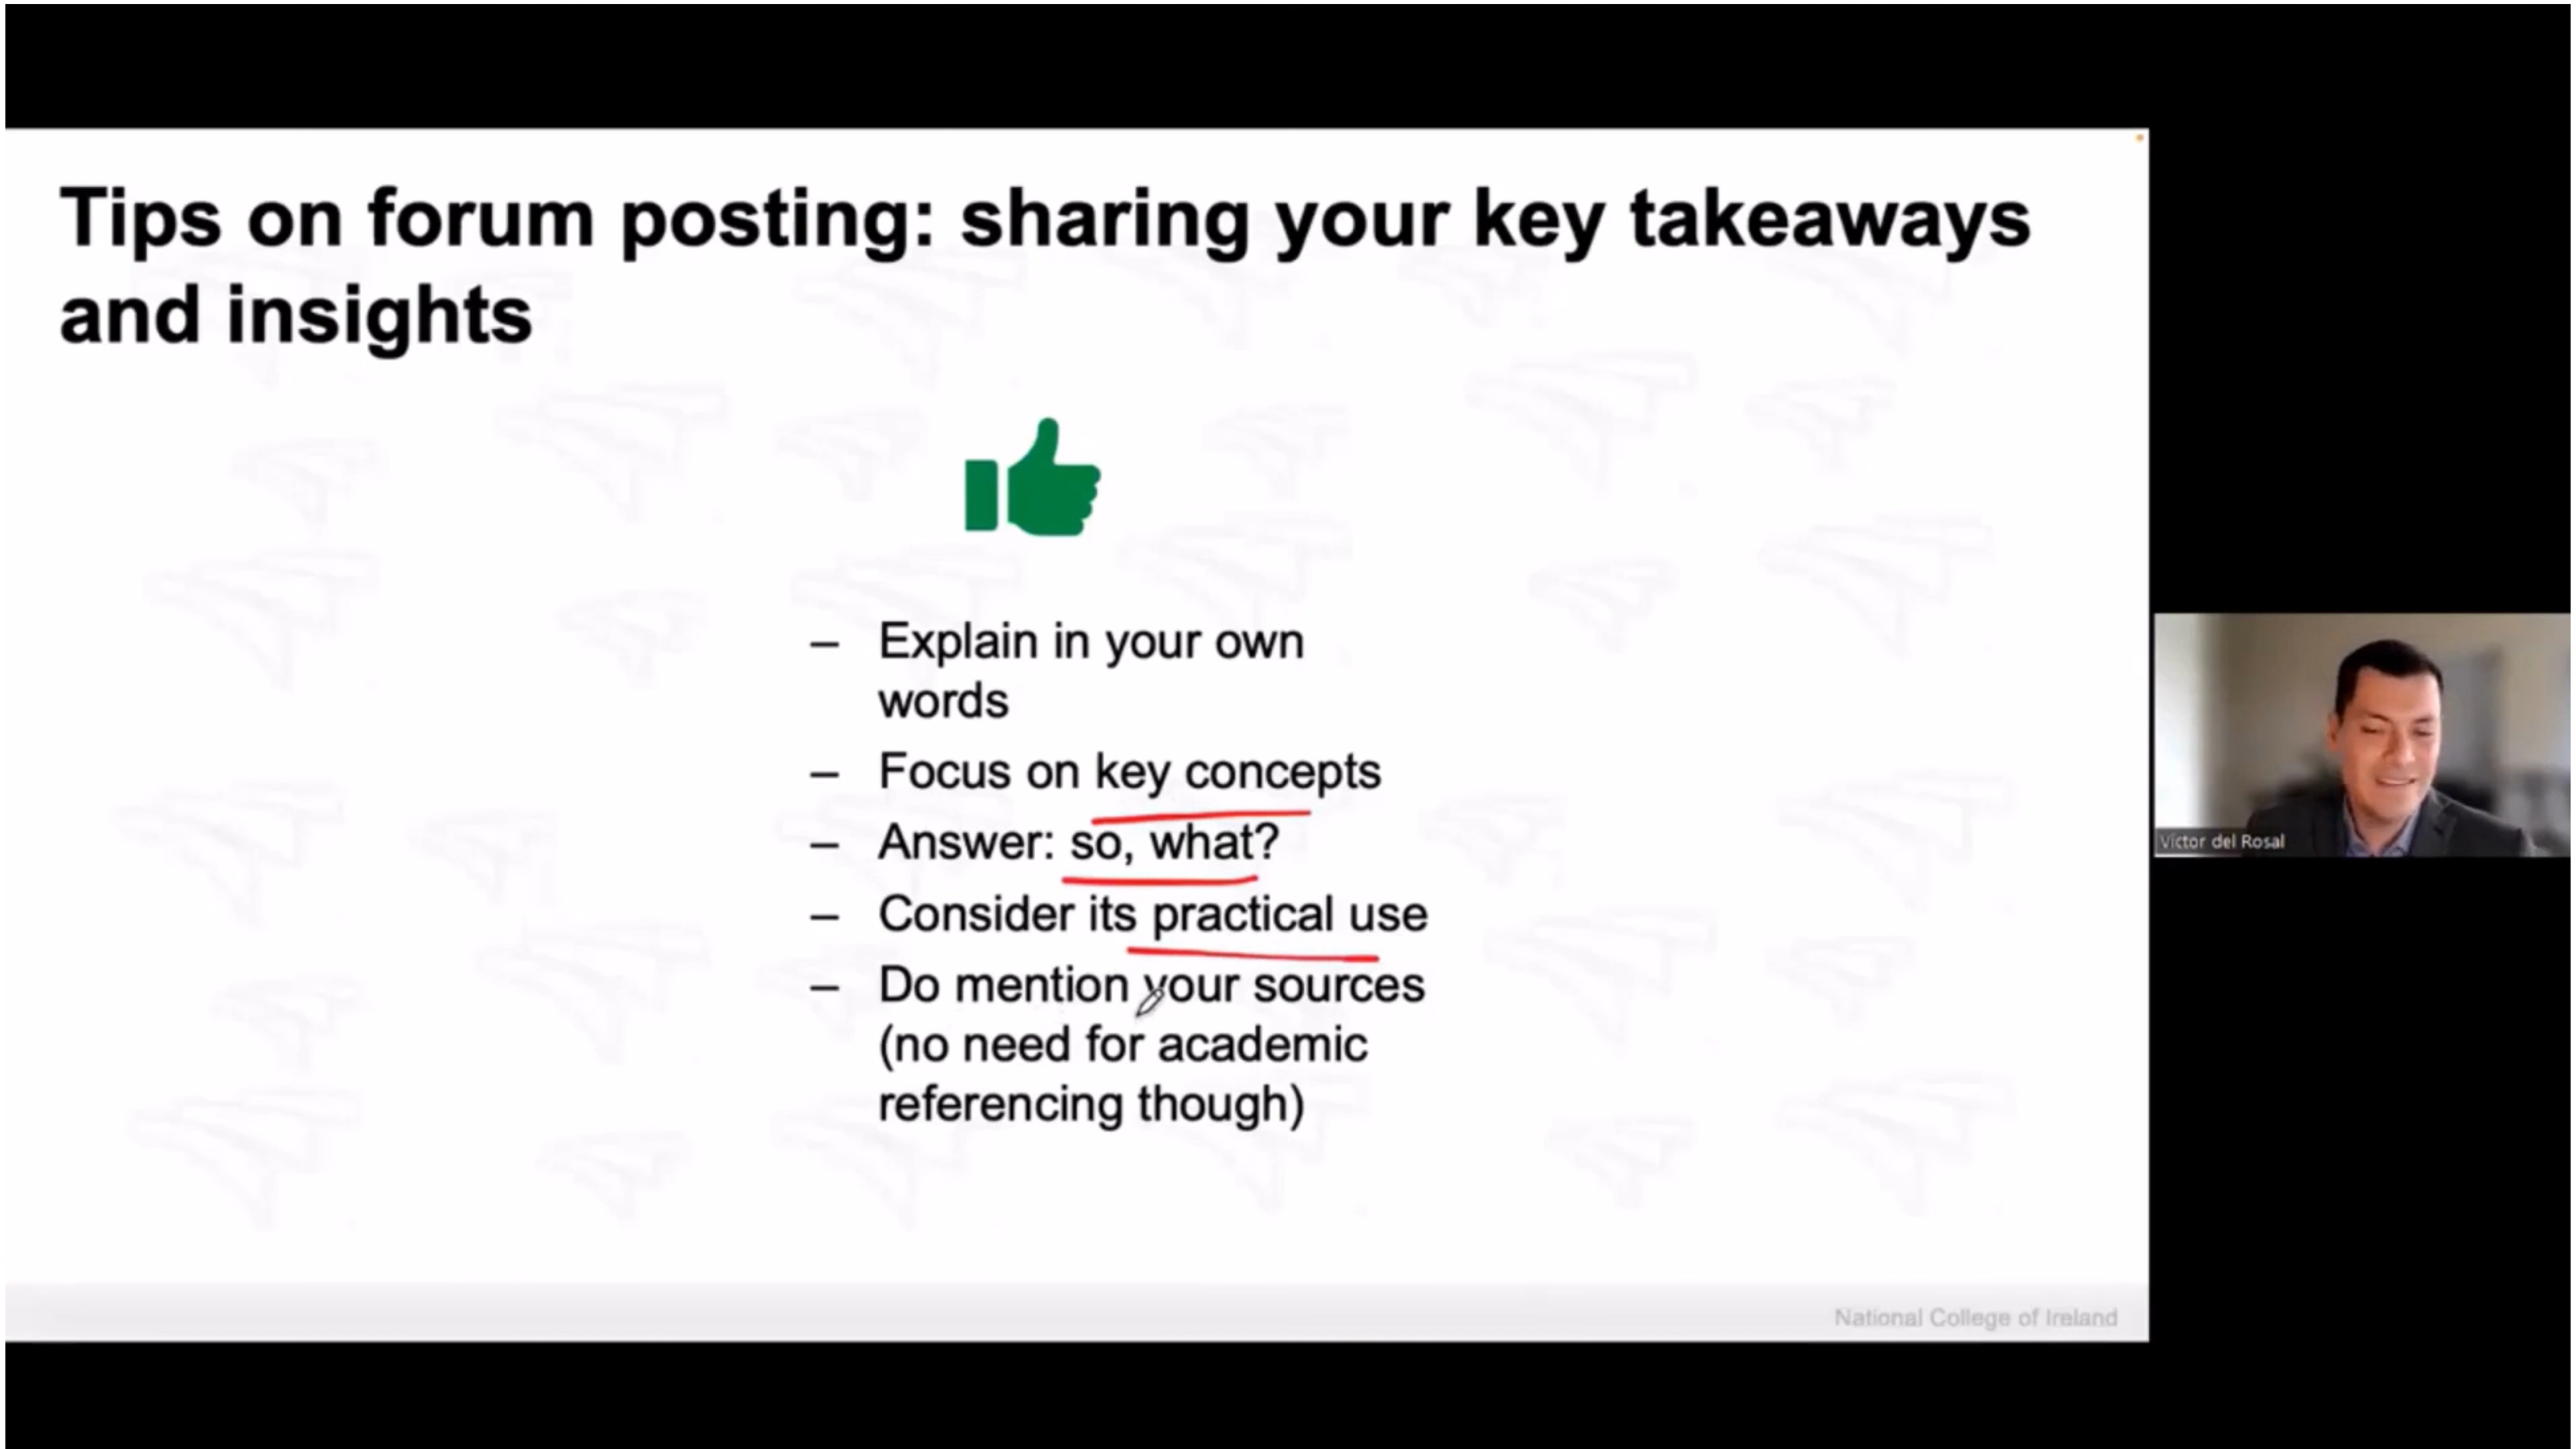 Tips on forum posting: sharing your key takeaways
and insights
– Explain in your own
words
– Focus on key concepts
– Answer: so, what?
– Consider its practical use
– Do mention your sources
(no need for academic
referencing though)
Victor del Rosal
National College of Ireland